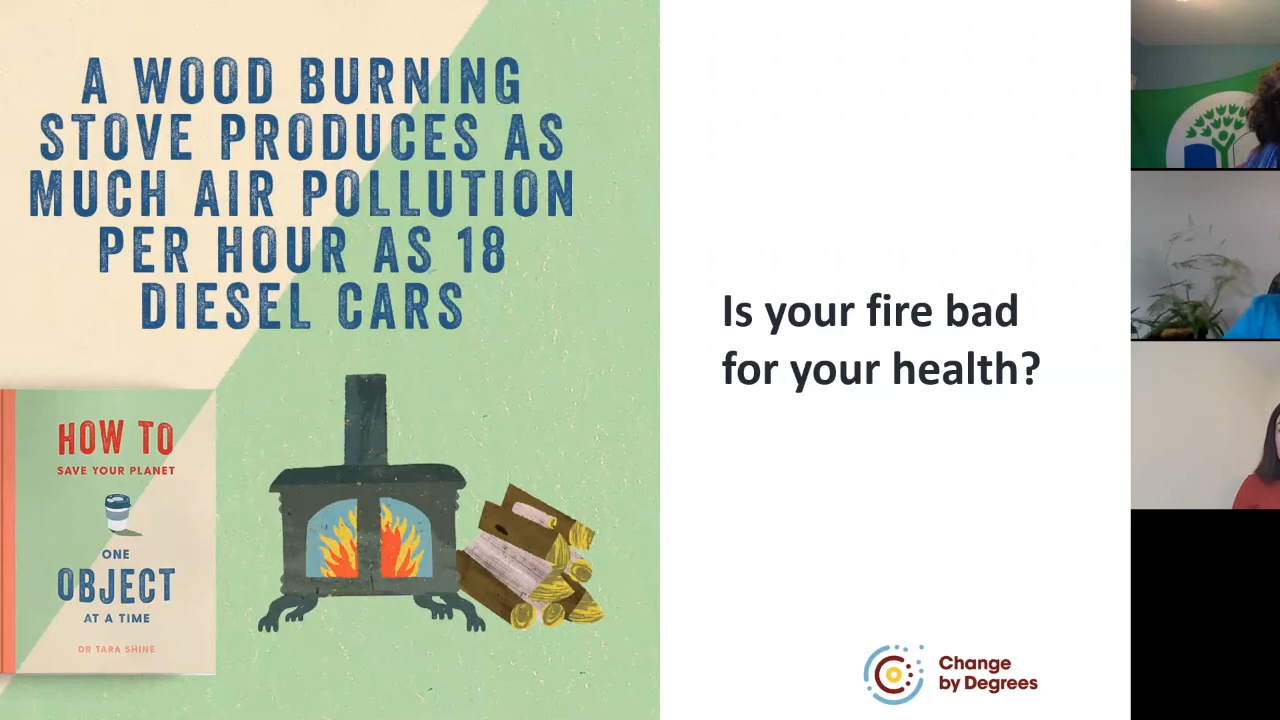 A WOOD BURNING
STOVE PRODUCES AS
MUCH AIR POLLUTION
PER HOUR AS 18
DIESEL CARS
HOW TO
SAVE YOUR PLANET
ONE
OBJECT
AT A TIME
DR TARA SHINE
Is your fire bad
for your health?
Change
by Degrees